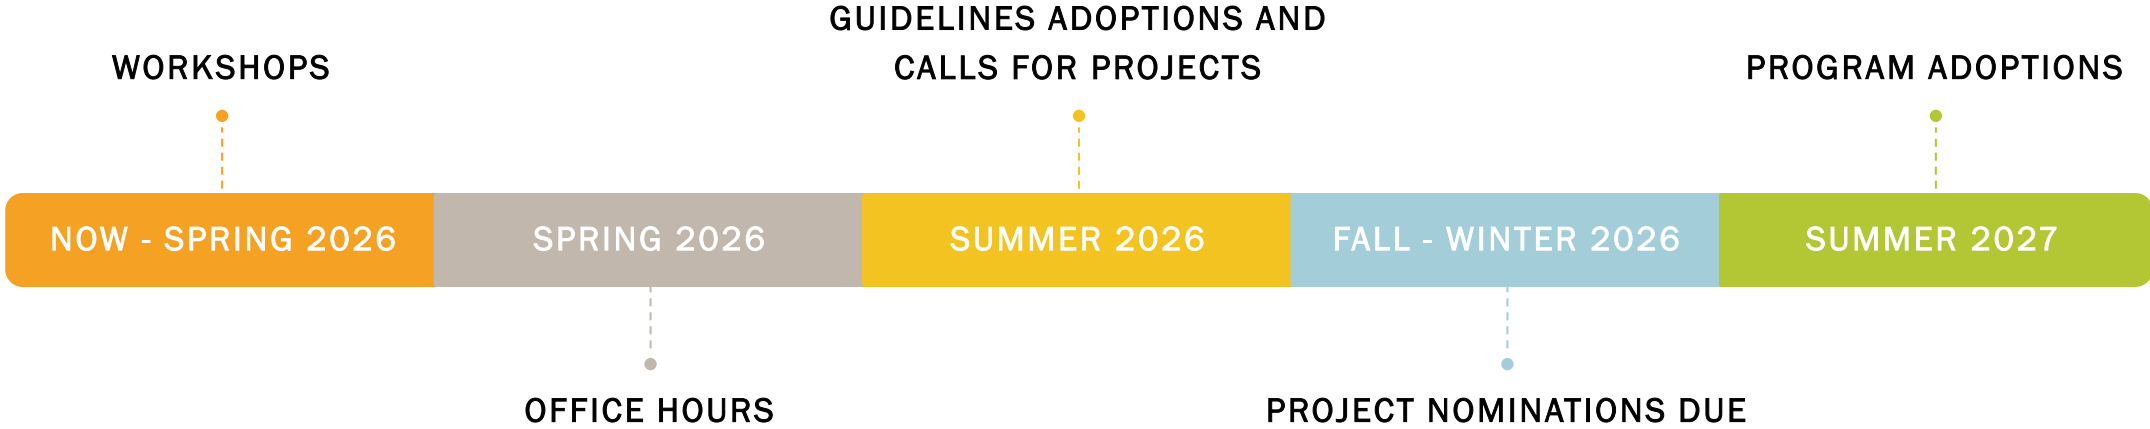 GUIDELINES ADOPTIONS AND
WORKSHOPS
CALLS FOR PROJECTS
PROGRAM ADOPTIONS
NOW - SPRING 2026
SPRING 2026
SUMMER 2026
FALL - WINTER 2026
SUMMER 2027
OFFICE HOURS
PROJECT NOMINATIONS DUE